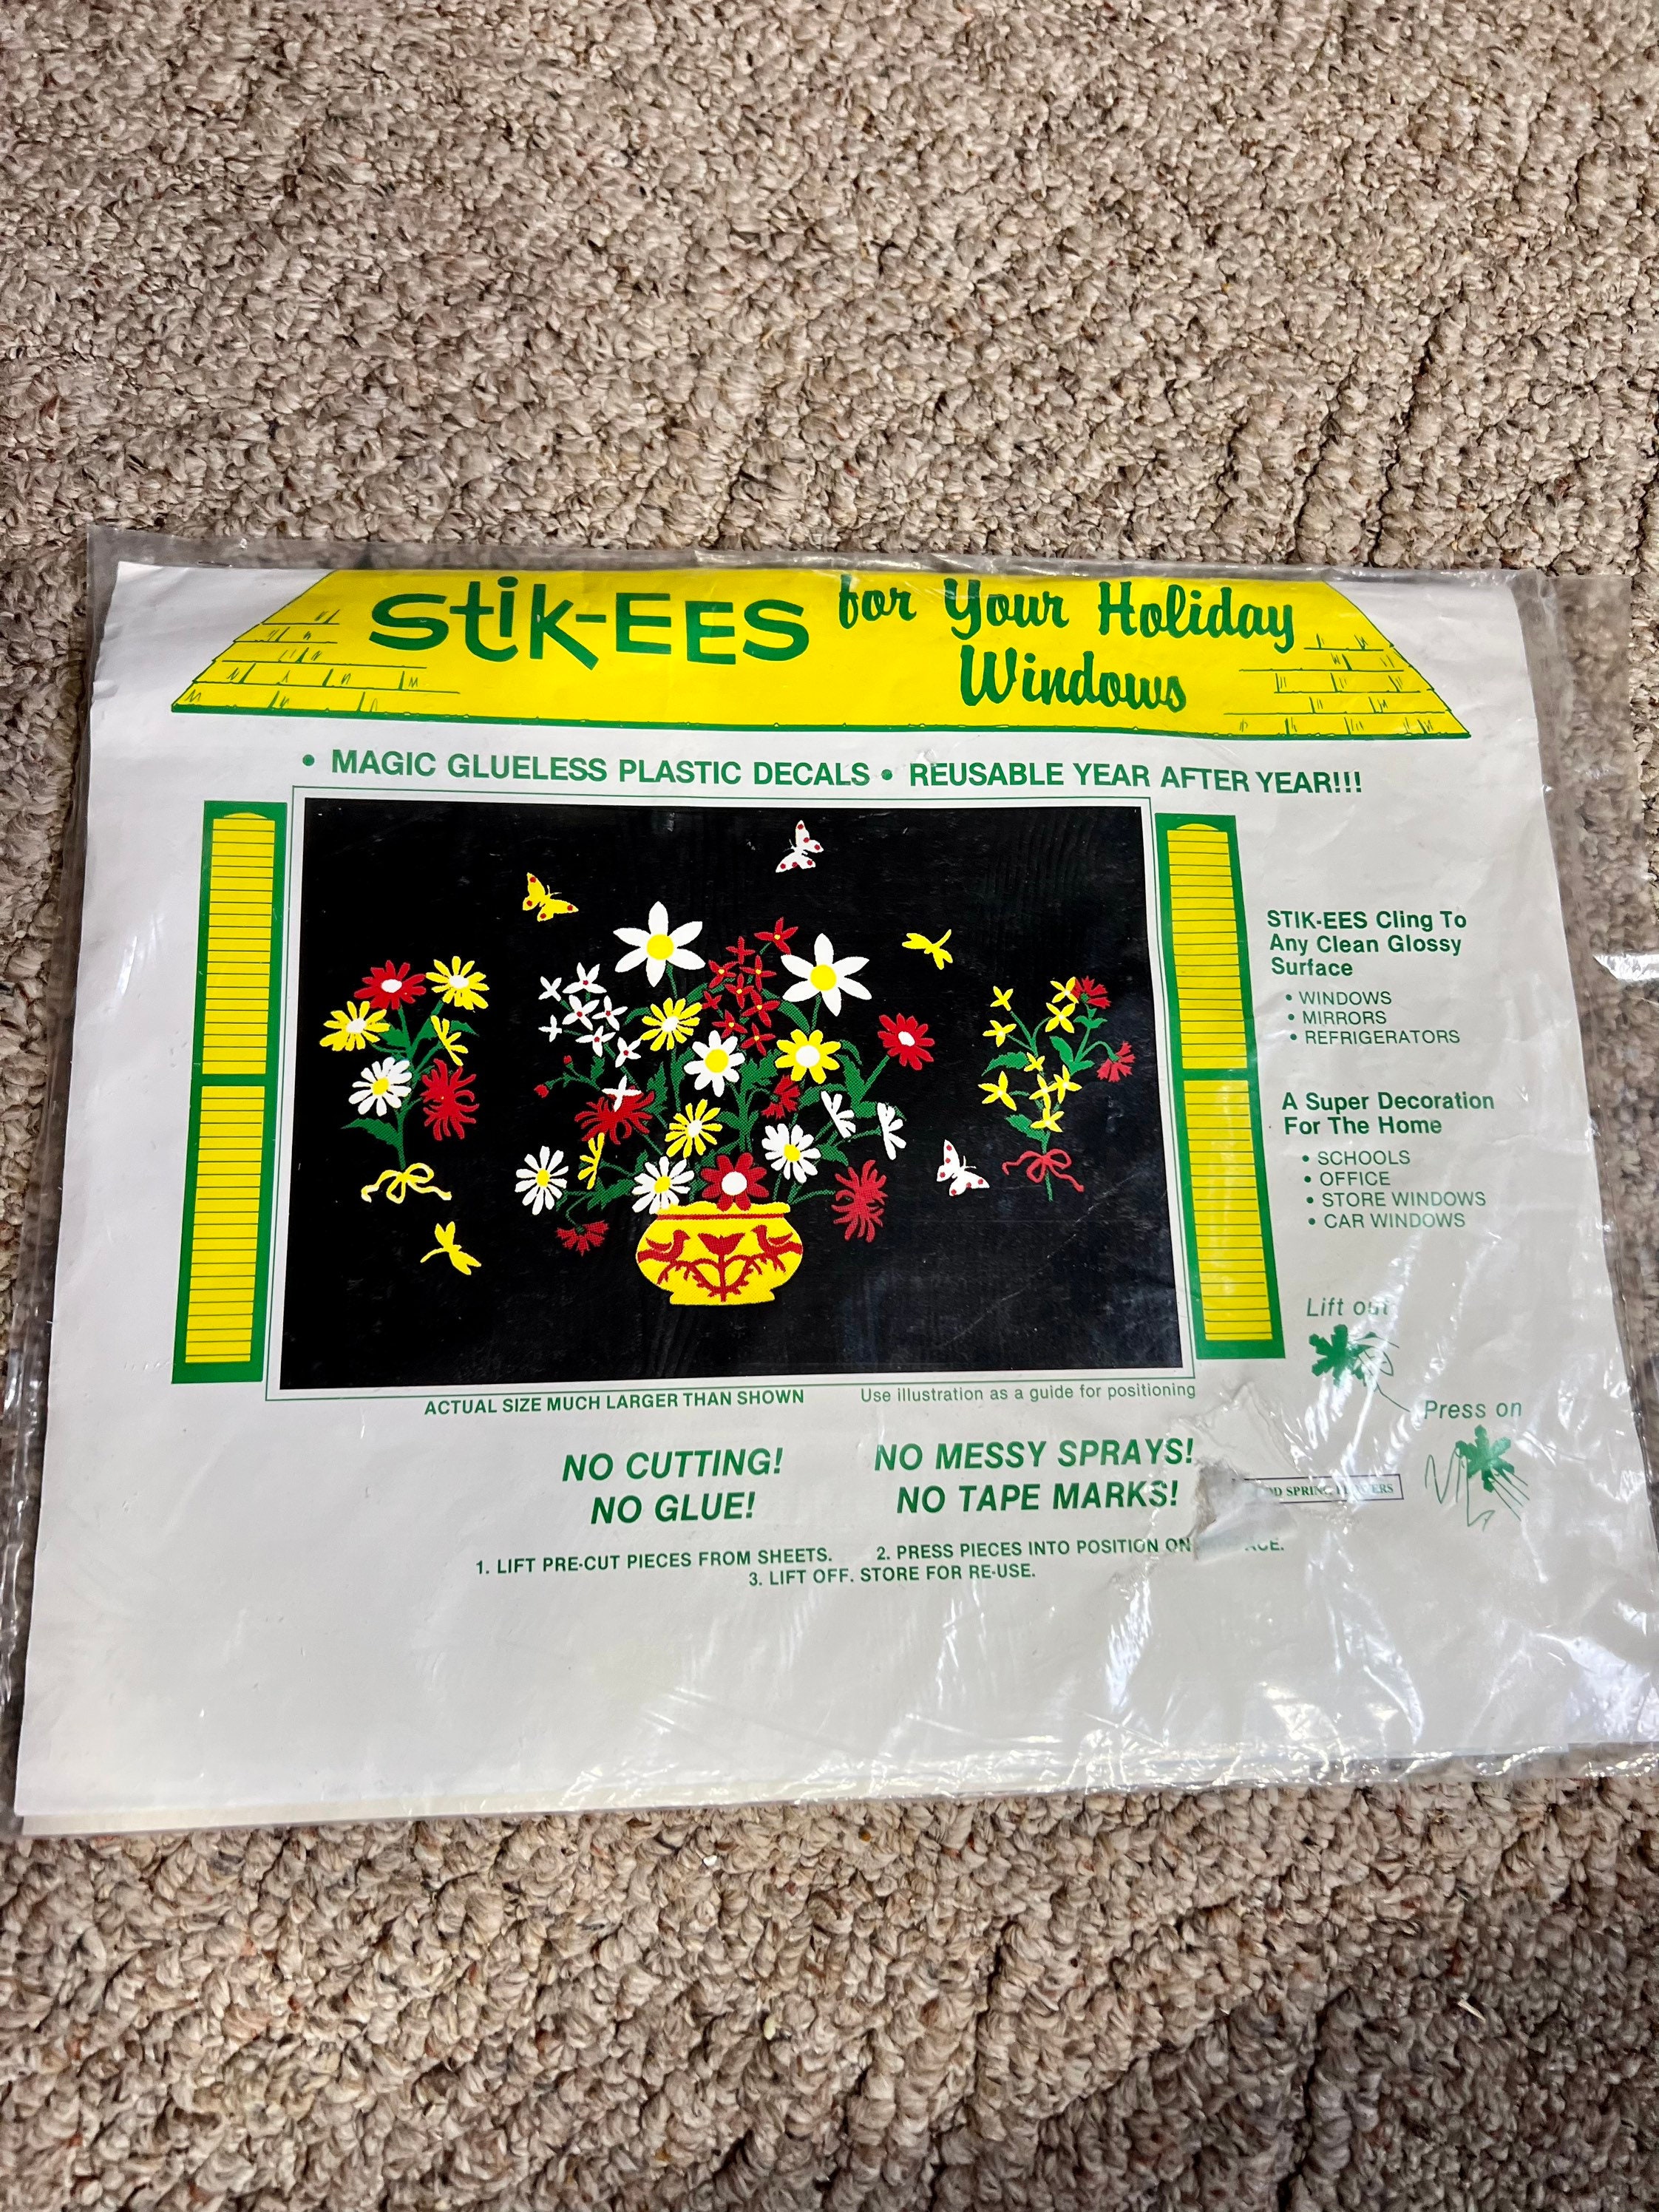 Stik-EES for Your Holiday
Windows
• MAGIC GLUELESS PLASTIC DECALS • REUSABLE YEAR AFTER YEAR!!!
STIK-EES Cling To
Any Clean Glossy
Surface
• WINDOWS
• MIRRORS
• REFRIGERATORS
A Super Decoration
For The Home
• SCHOOLS
• OFFICE
• STORE WINDOWS
• CAR WINDOWS
Lift out
Press on
ACTUAL SIZE MUCH LARGER THAN SHOWN
Use illustration as a guide for positioning
NO CUTTING!
NO GLUE!
NO MESSY SPRAYS!
NO TAPE MARKS!
SPRING
1. LIFT PRE-CUT PIECES FROM SHEETS. 2. PRESS PIECES INTO POSITION ON
3. LIFT OFF. STORE FOR RE-USE.